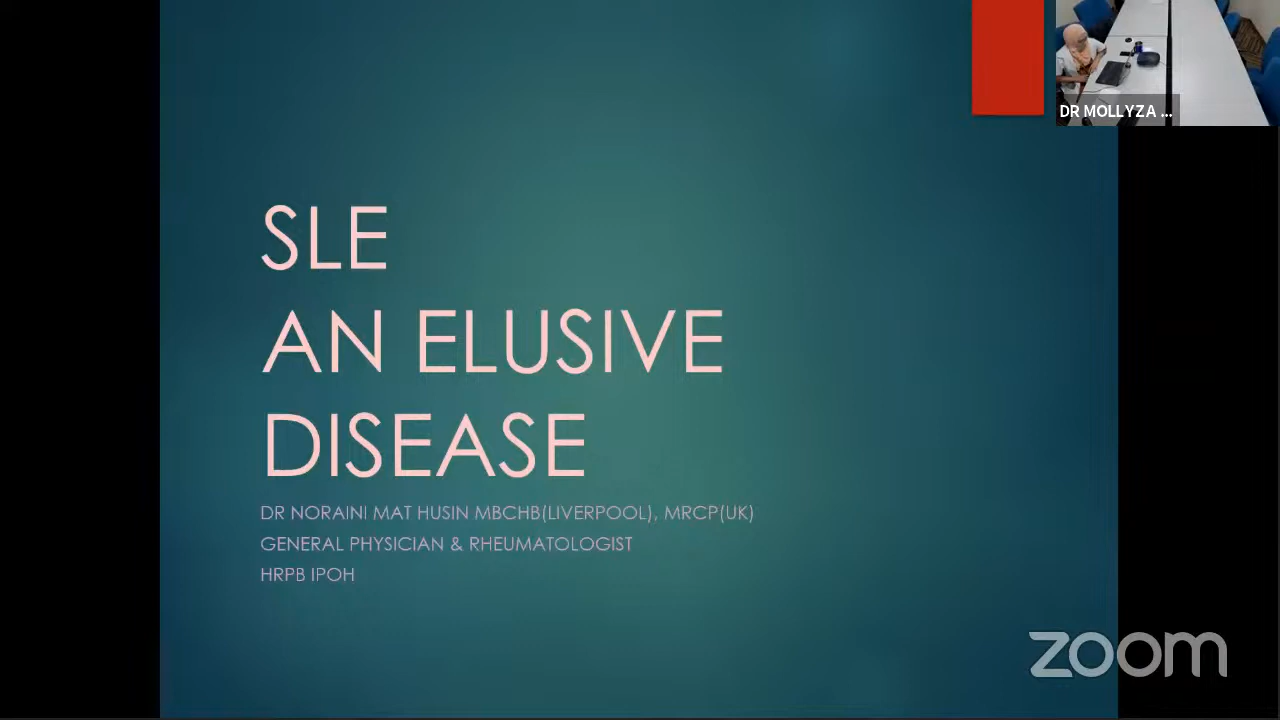 DR MOLLYZA ...
SLE
AN ELUSIVE
DISEASE
DR NORAINI MAT HUSIN MBCHB(LIVERPOOL), MRCP(UK)
GENERAL PHYSICIAN & RHEUMATOLOGIST
HRPB IPOH
zoom